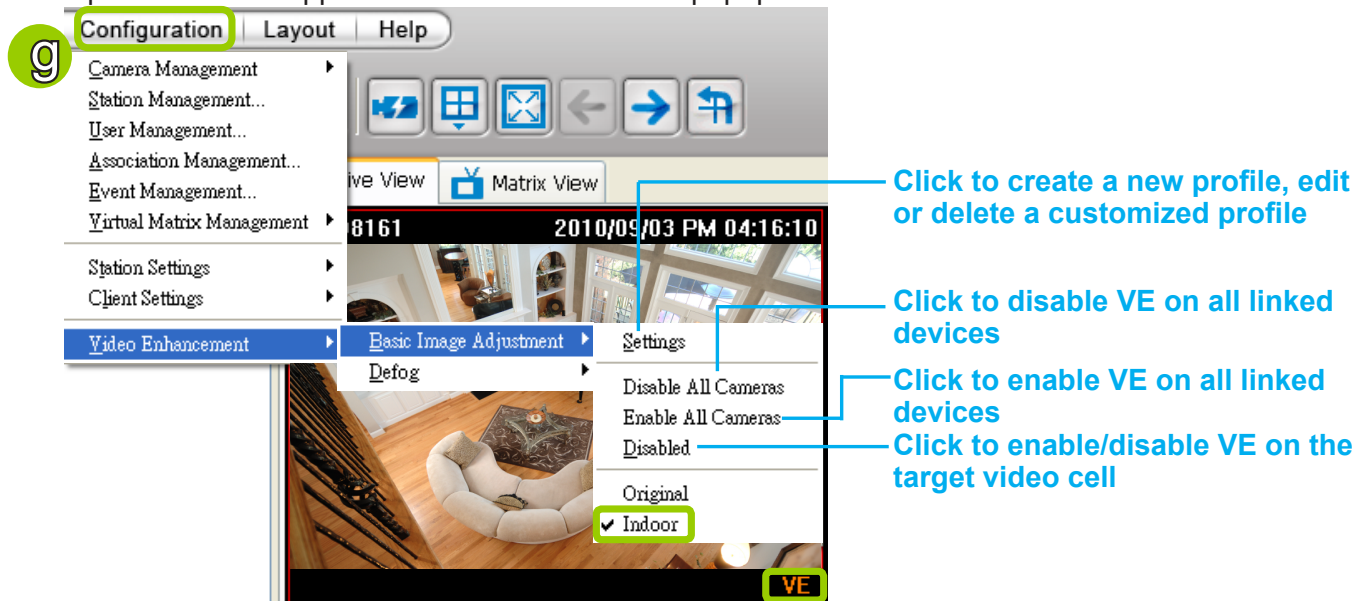 Configuration Layout Help
g
Camera Management
Station Management...
User Management...
Association Management...
Event Management...
Virtual Matrix Management
Station Settings
Client Settings
Video Enhancement
ive View Matrix View
8161 2010/09/03 PM 04:16:10
Basic Image Adjustment
Defog
Settings
Disable All Cameras
Enable All Cameras
Disabled
Original
Indoor
VE
Click to create a new profile, edit
or delete a customized profile
Click to disable VE on all linked
devices
Click to enable VE on all linked
devices
Click to enable/disable VE on the
target video cell